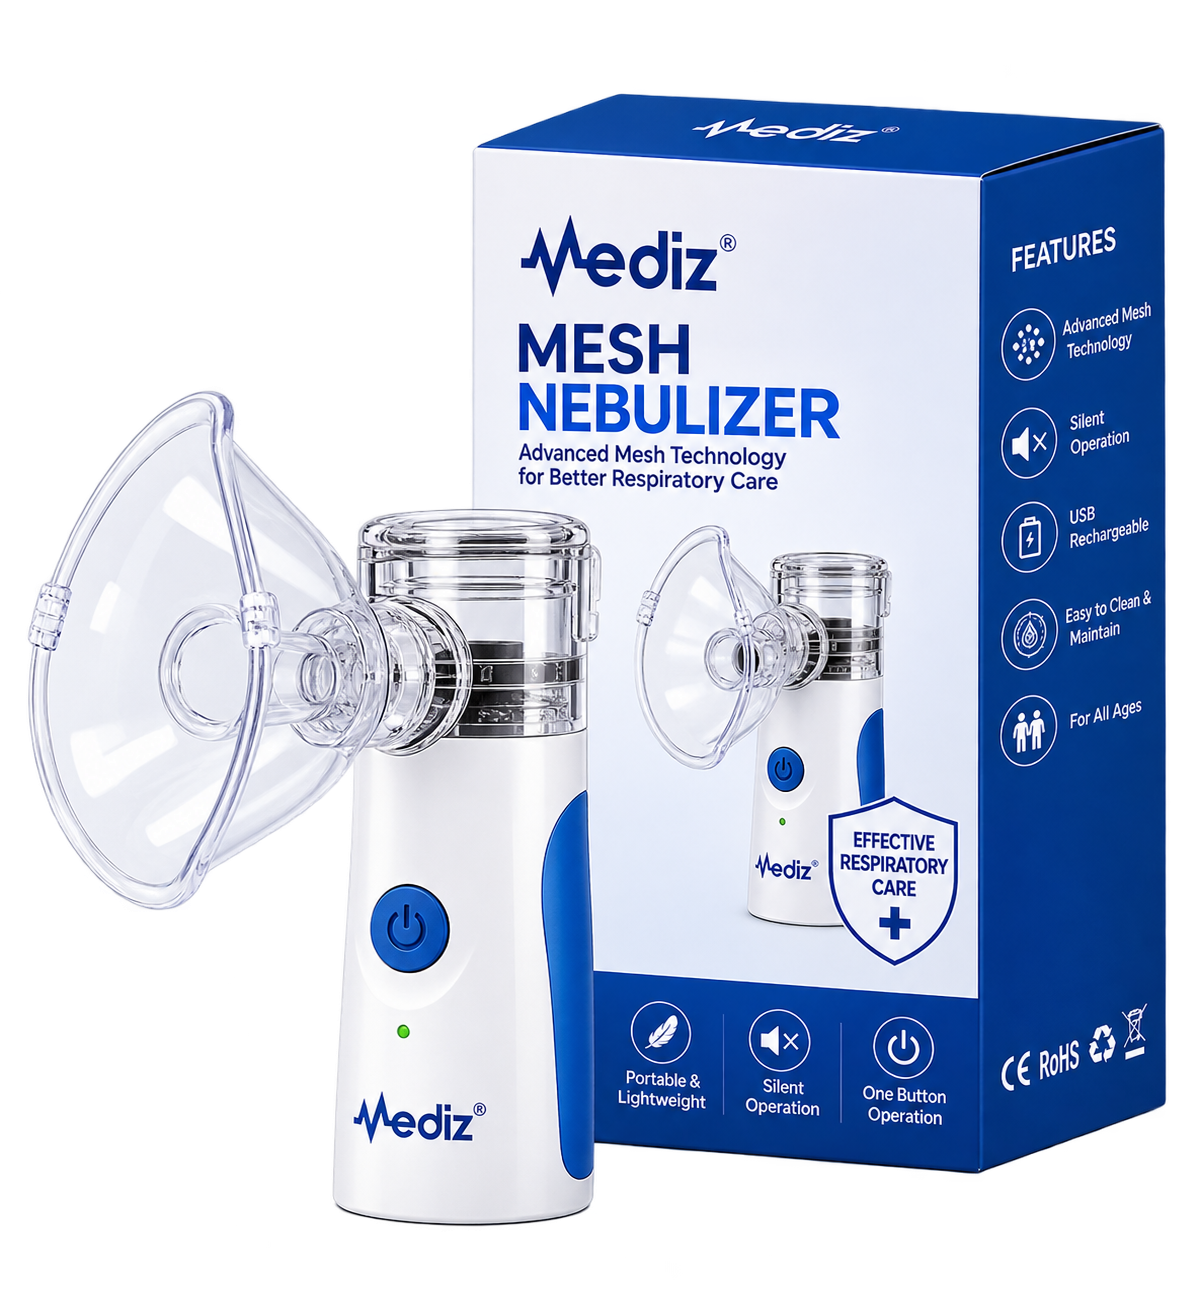 Mediz®
Mediz®
MESH
NEBULIZER
Advanced Mesh Technology
for Better Respiratory Care
Mediz®
EFFECTIVE
RESPIRATORY
CARE
Portable &
Lightweight
Silent
Operation
One Button
Operation
FEATURES
Advanced Mesh
Technology
Silent
Operation
USB
Rechargeable
Easy to Clean &
Maintain
For All Ages
CE RoHS
Mediz®